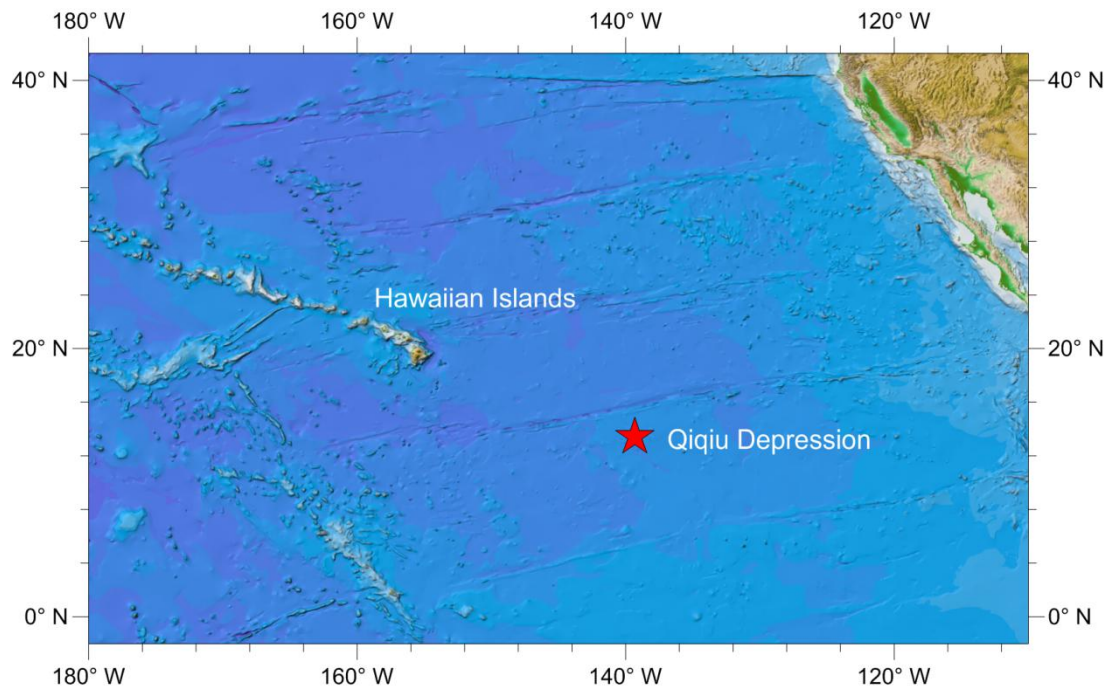 180° W 160° W 140° W 120° W
40° N 40° N
Hawaiian Islands
20° N 20° N
Qiqiu Depression
0° N 0° N
180° W 160° W 140° W 120° W